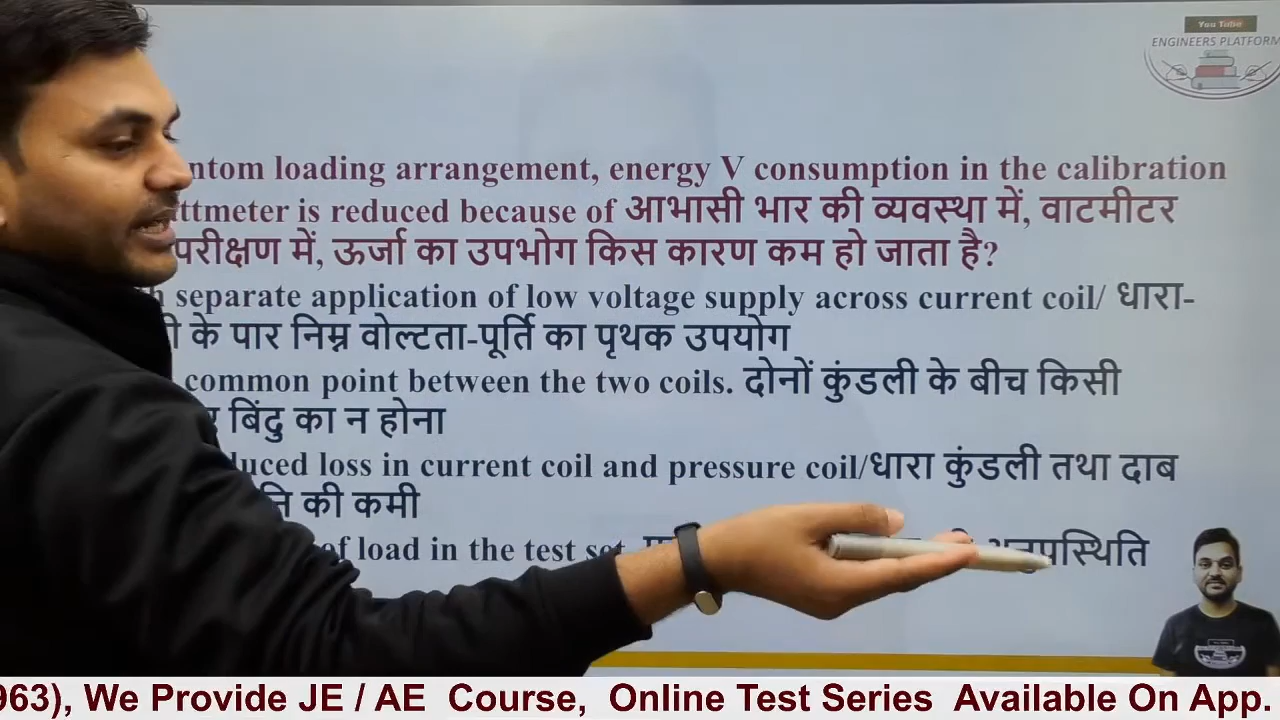 You Tube
ENGINEERS PLATFORM
ntom loading arrangement, energy V consumption in the calibration
ttmeter is reduced because of आभासी भार की व्यवस्था में, वाटमीटर
परीक्षण में, ऊर्जा का उपभोग किस कारण कम हो जाता है?
separate application of low voltage supply across current coil/ धारा-
के पार निम्न वोल्टता-पूर्ति का पृथक उपयोग
common point between the two coils. दोनों कुंडली के बीच किसी
बिंदु का न होना
duced loss in current coil and pressure coil/धारा कुंडली तथा दाब
की कमी
of load in the test set
963), We Provide JE / AE Course, Online Test Series Available On App.